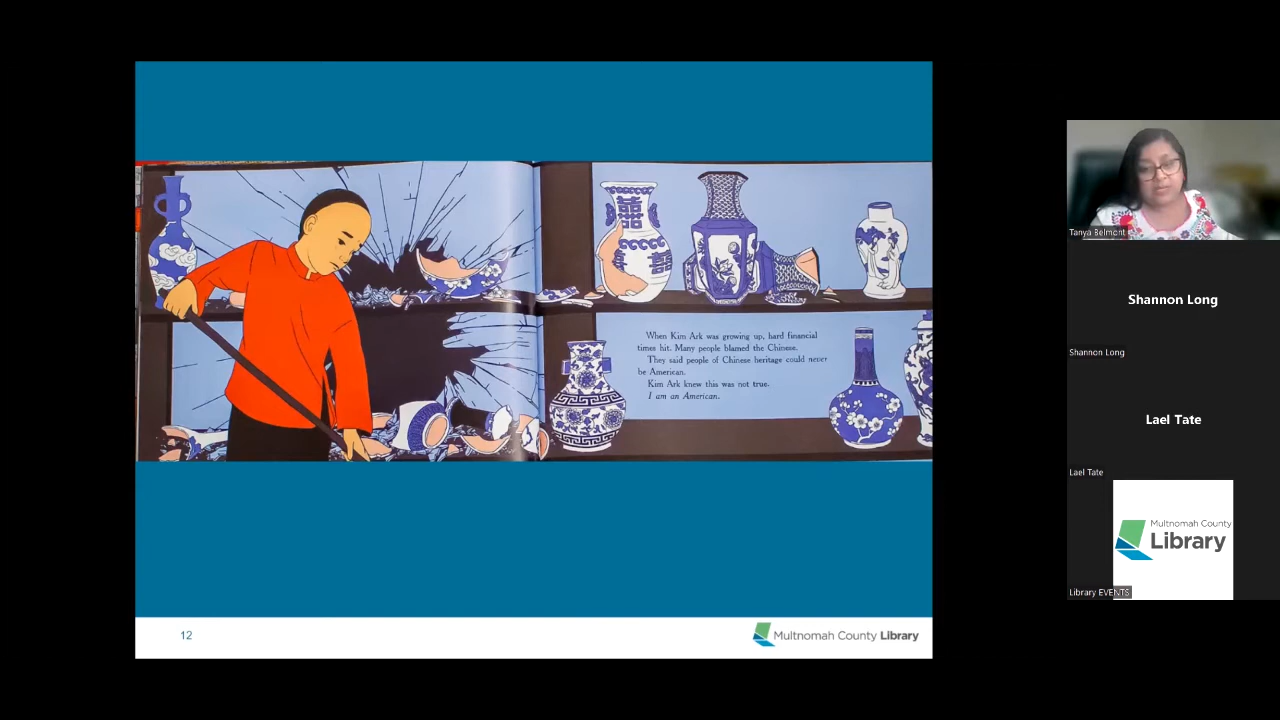 When Kim Ark was growing up, hard financial
times hit. Many people blamed the Chinese.
They said people of Chinese heritage could never
be American.
Kim Ark knew this was not true.
I am an American.
12
Multnomah County Library
Tanya Belmont
Shannon Long
Shannon Long
Lael Tate
Lael Tate
Multnomah County
Library
Library EVENTS